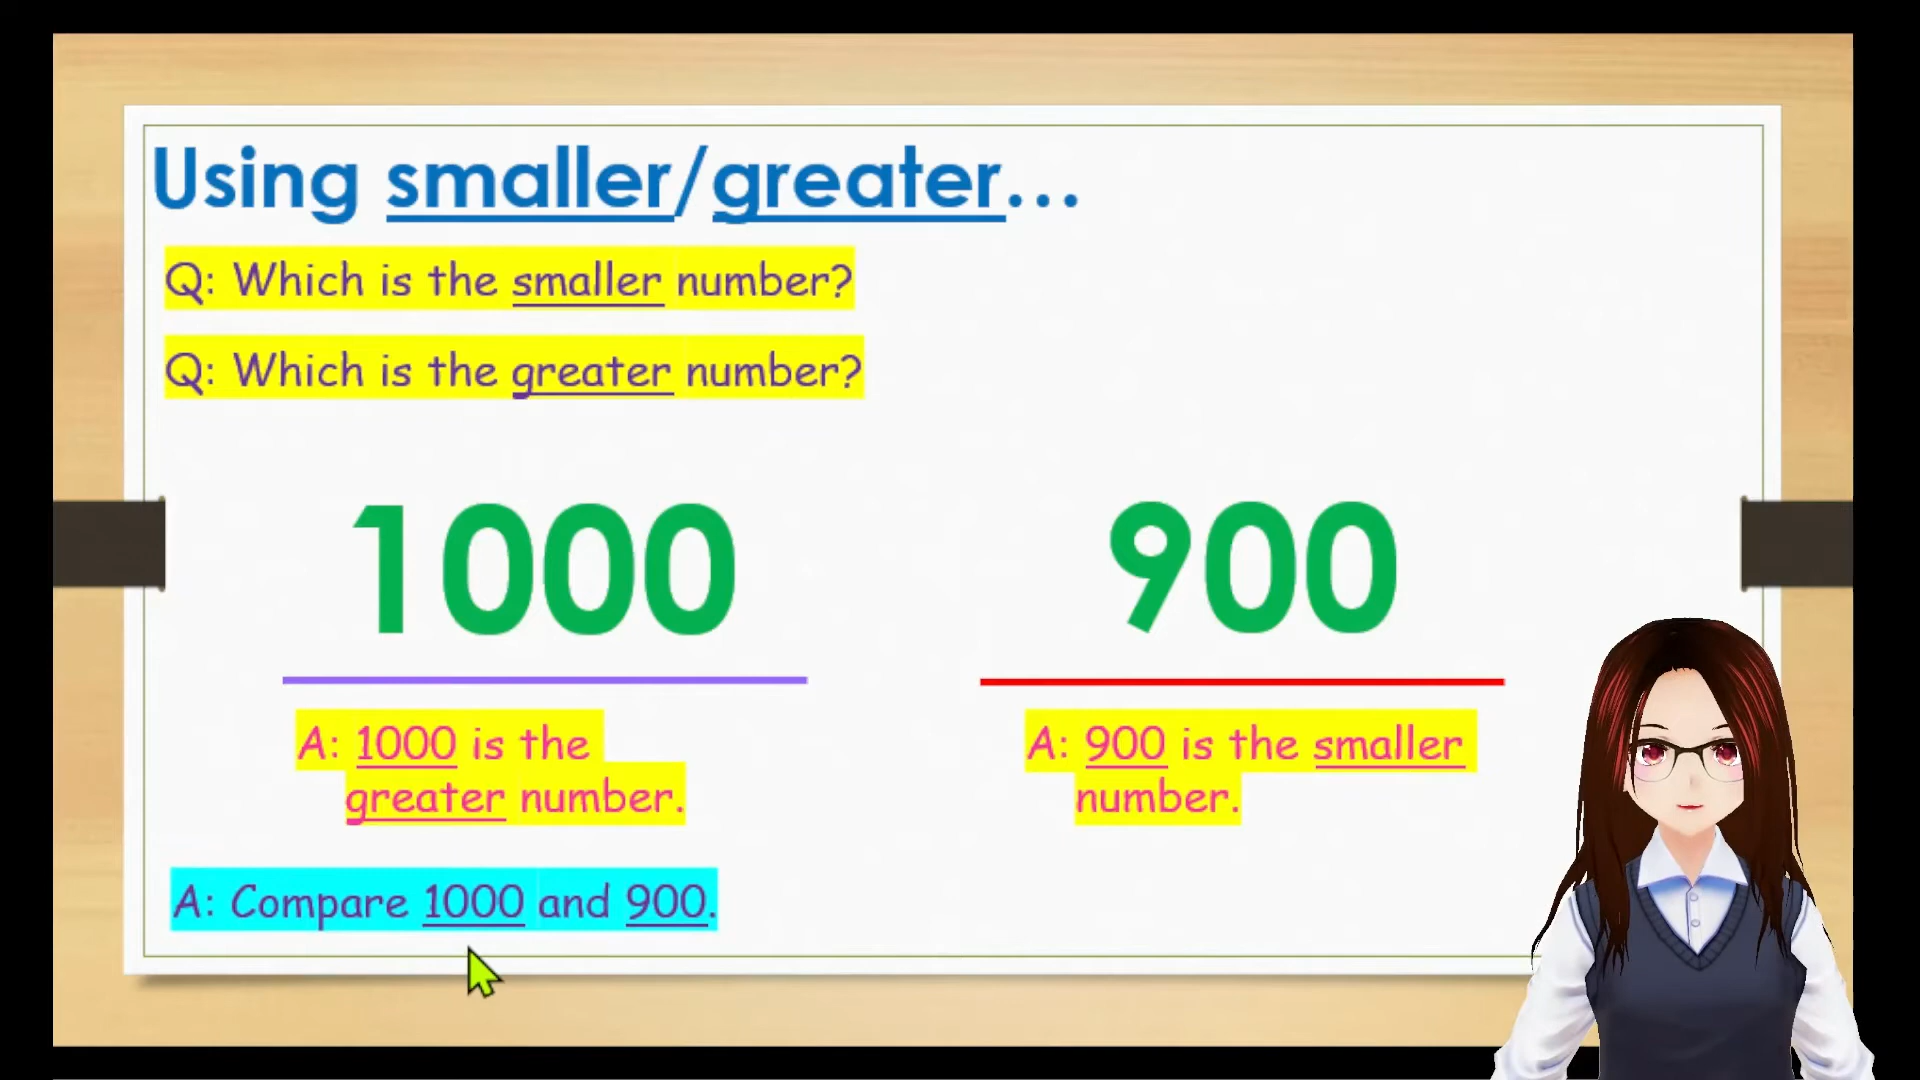 Using smaller/greater...
Q: Which is the smaller number?
Q: Which is the greater number?
1000
900
A: 1000 is the
greater number.
A: 900 is the smaller
number.
A: Compare 1000 and 900.